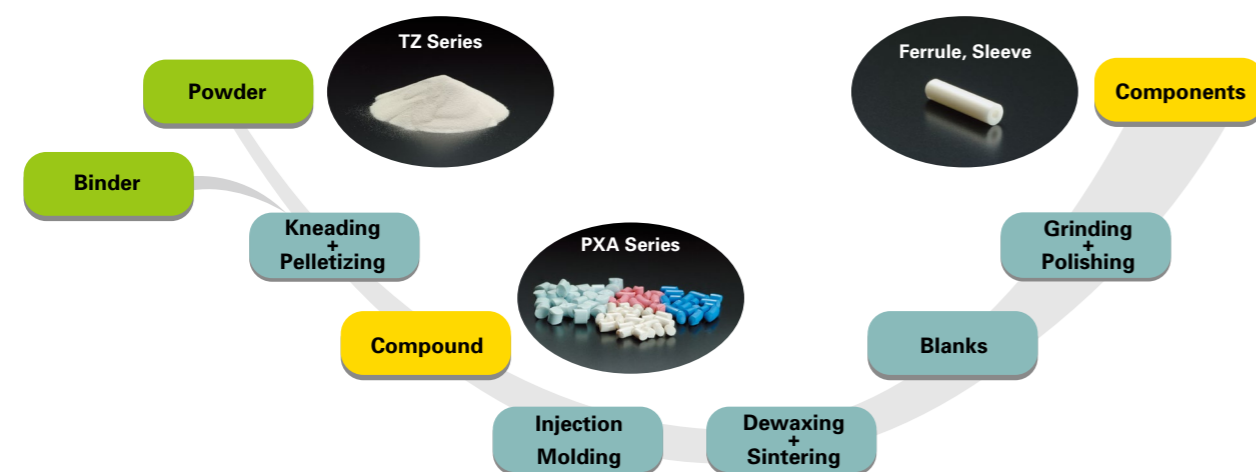 TZ Series
Powder
Binder
Kneading
+
Pelletizing
PXA Series
Compound
Injection
Molding
Dewaxing
+
Sintering
Blanks
Grinding
+
Polishing
Ferrule, Sleeve
Components